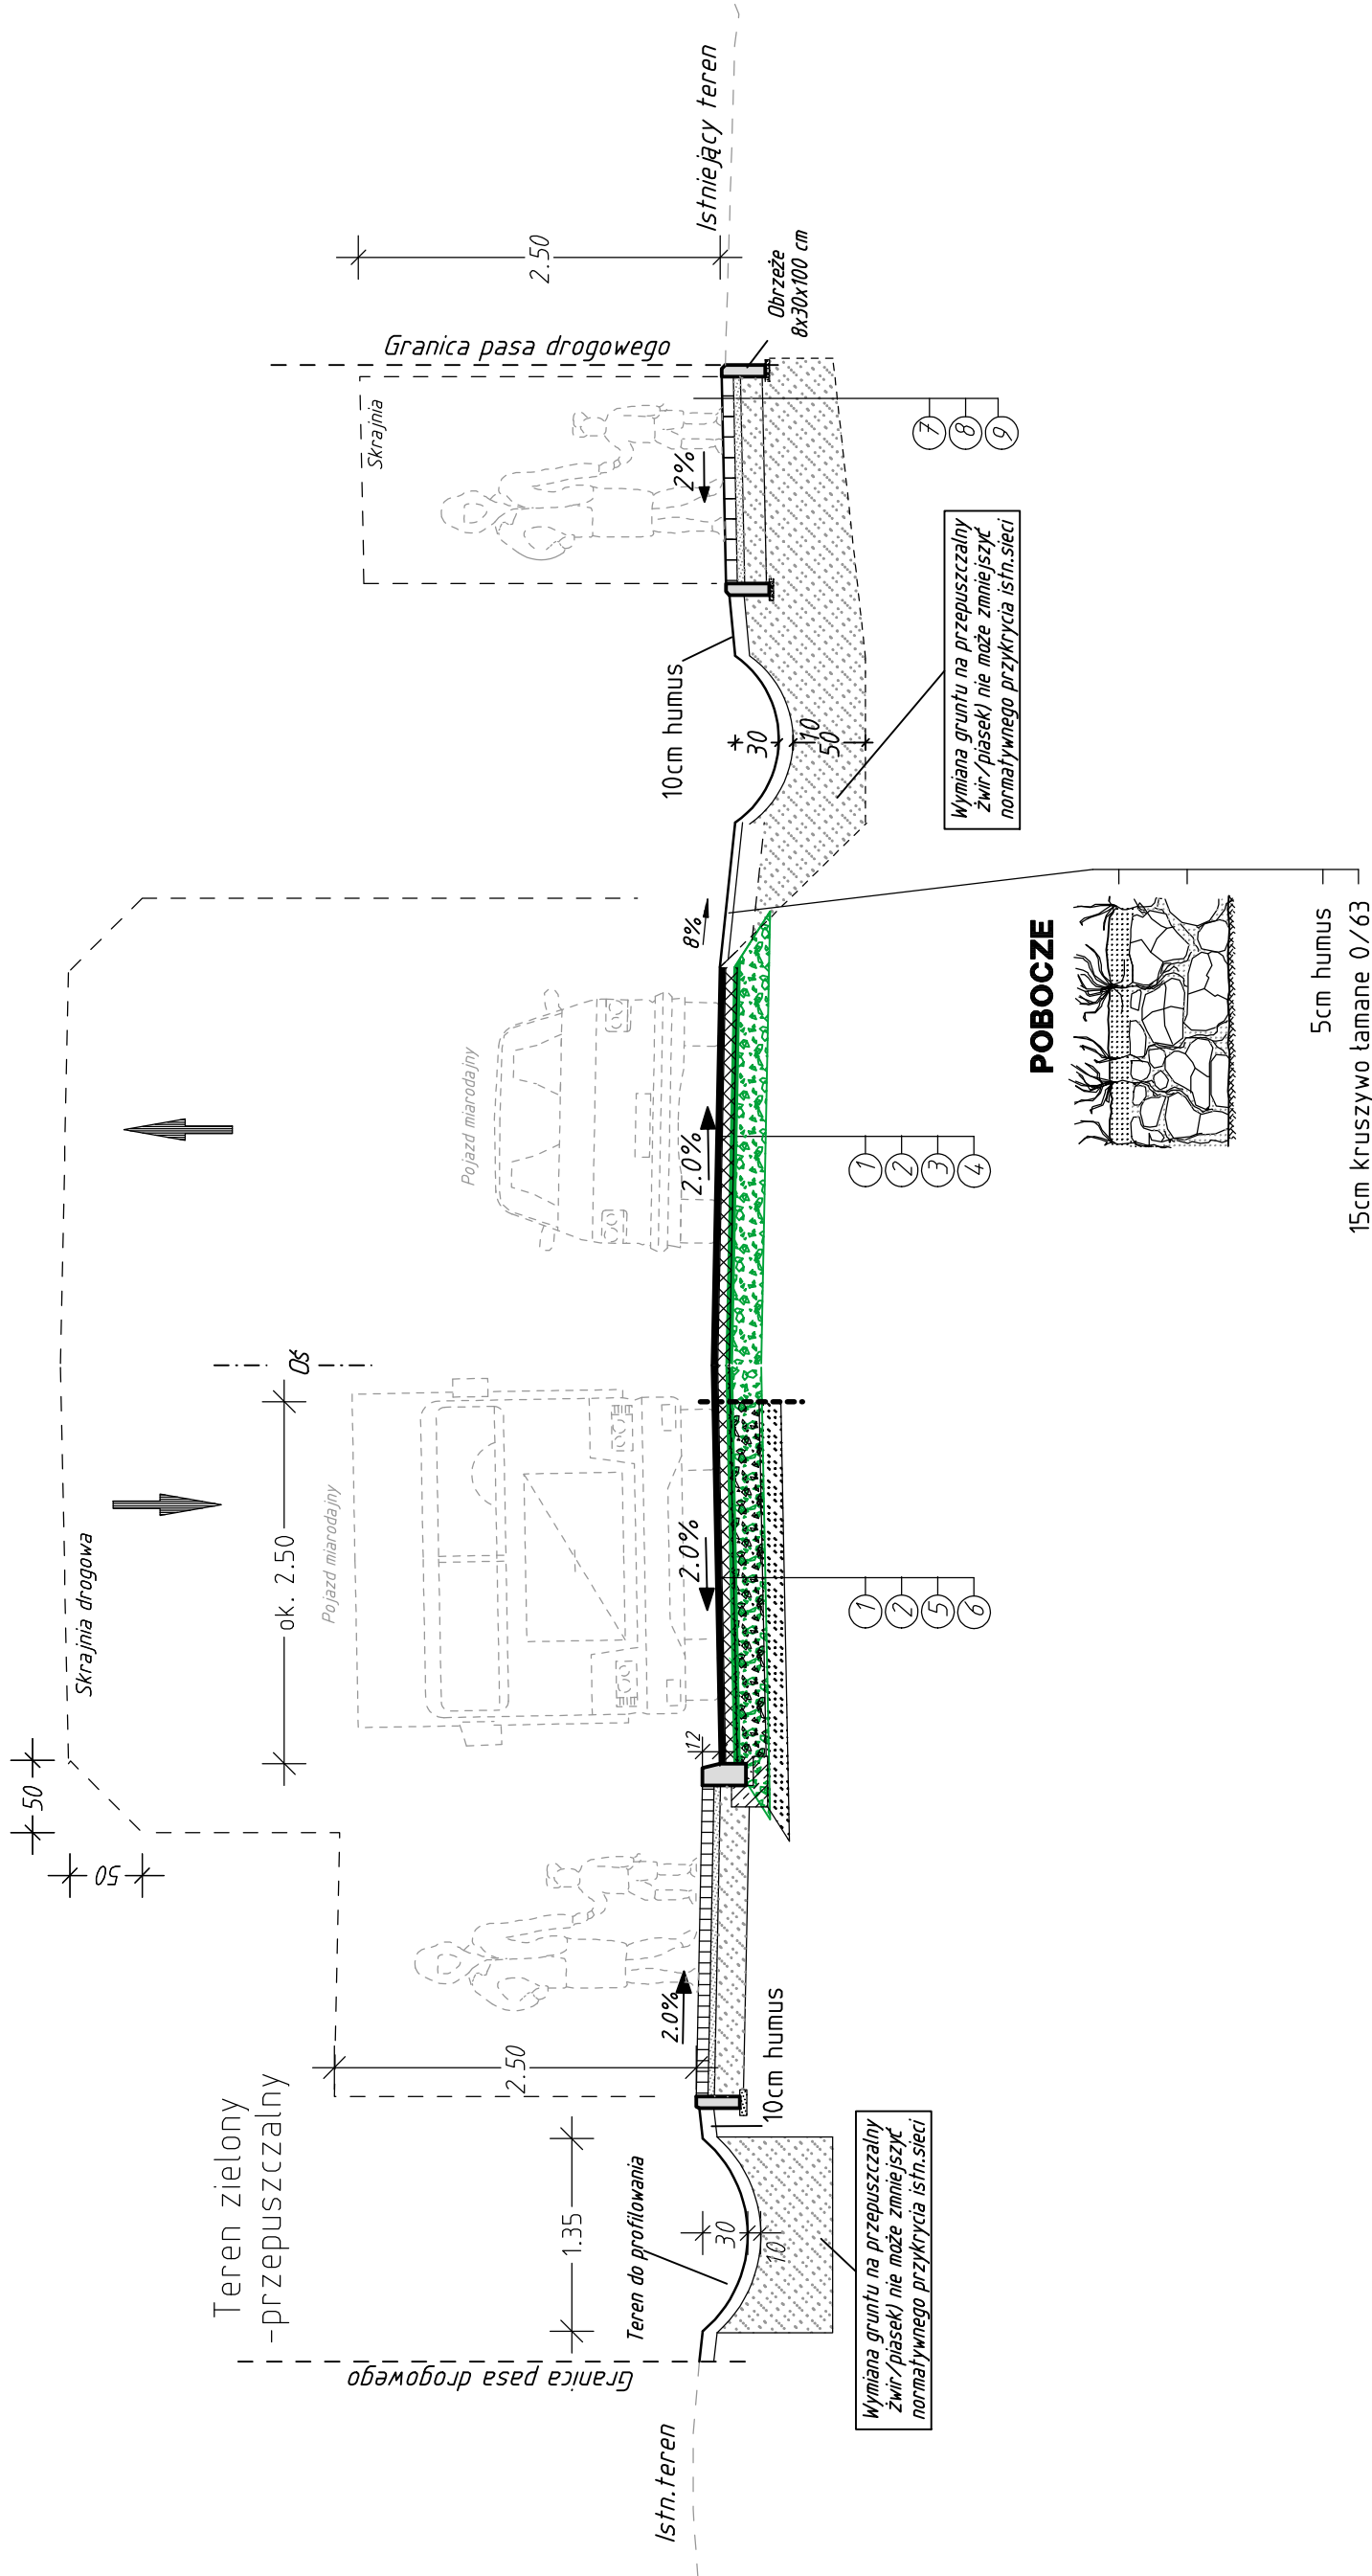 50
50
Skrajnia drogowa
Teren zielony
-przepuszczalny
ok. 2.50
Oś
Pojazd miarodajny
Pojazd miarodajny
Skrajnia
Granica pasa drogowego
2.50
Granica pasa drogowego
1.35
2.50
Teren do profilowania
Istn.teren
30
10
10cm humus
2.0%
12
2.0%
2.0%
8%
10cm humus
30
10
50
2%
Obrzeże
8x30x100 cm
Istniejący teren
Wymiana gruntu na przepuszczalny
żwir/piasek) nie może zmniejszyć
normatywnego przykrycia istn.sieci
1
2
5
6
1
2
3
4
Wymiana gruntu na przepuszczalny
żwir/piasek) nie może zmniejszyć
normatywnego przykrycia istn.sieci
7
8
9
POBOCZE
5cm humus
15cm kruszywo łamane 0/63